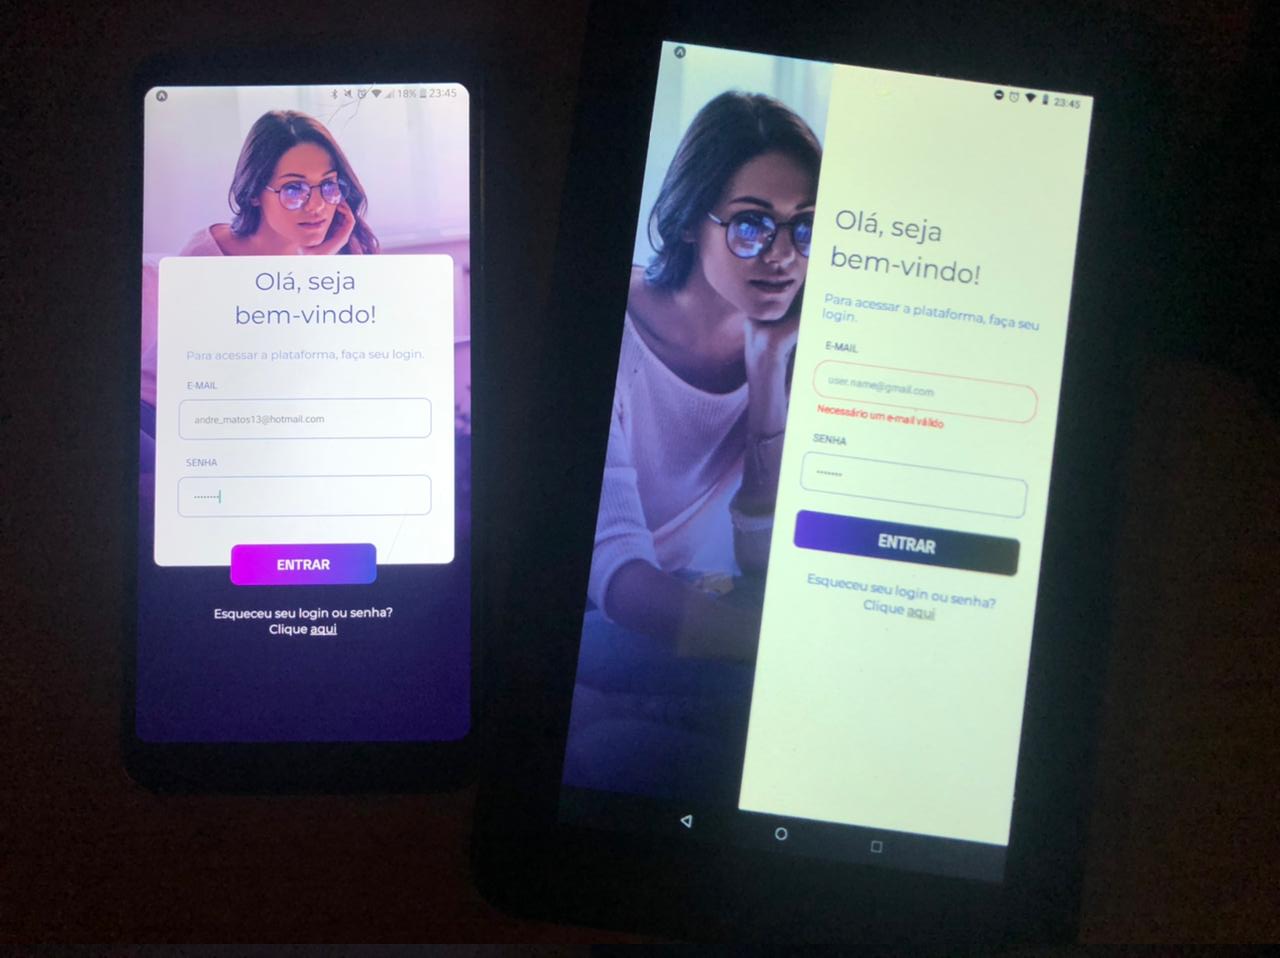 18% 23:45
Olá, seja
bem-vindo!
Para acessar a plataforma, faça seu login.
E-MAIL
andre_matos13@hotmail.com
SENHA
ENTRAR
Esqueceu seu login ou senha?
Clique aqui
23:45
Olá, seja
bem-vindo!
Para acessar a plataforma, faça seu
login.
E-MAIL
user.name@gmail.com
Necessário um e-mail válido
SENHA
ENTRAR
Esqueceu seu login ou senha?
Clique aqui